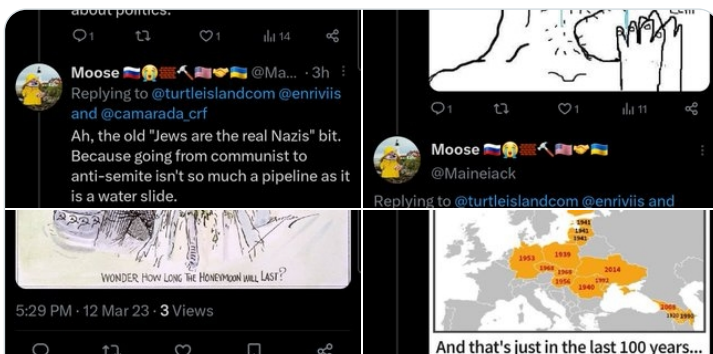 about politics.
1
1
14
Moose @Ma... · 3h
Replying to @turtleislandcom @enriviis
and @camarada_crf
Ah, the old "Jews are the real Nazis" bit.
Because going from communist to
anti-semite isn't so much a pipeline as it
is a water slide.
1
1
11
Moose
@Maineiack
Replying to @turtleislandcom @enriviis and
WONDER HOW LONG THE HONEYMOON WILL LAST?
5:29 PM · 12 Mar 23 · 3 Views
1941
1941
1941
1953
1939
1968
1968
2014
1956
1940
1992
2008
1920
1990
And that's just in the last 100 years...